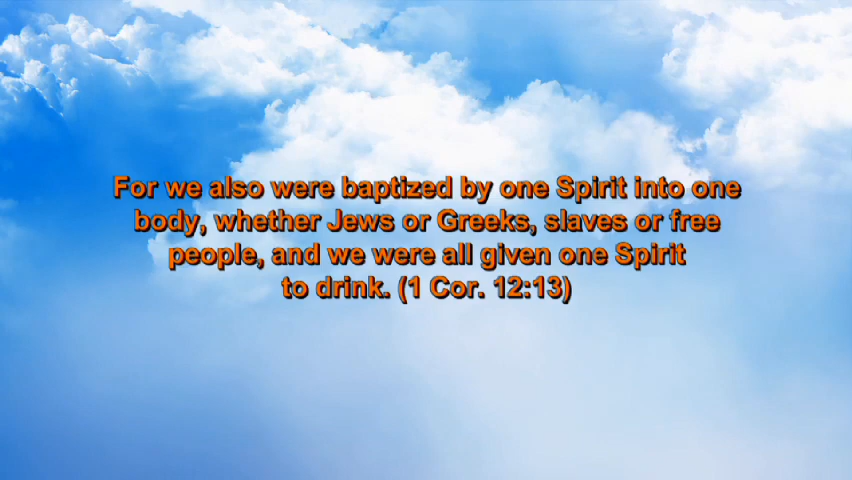 For we also were baptized by one Spirit into one
body, whether Jews or Greeks, slaves or free
people, and we were all given one Spirit
to drink. (1 Cor. 12:13)